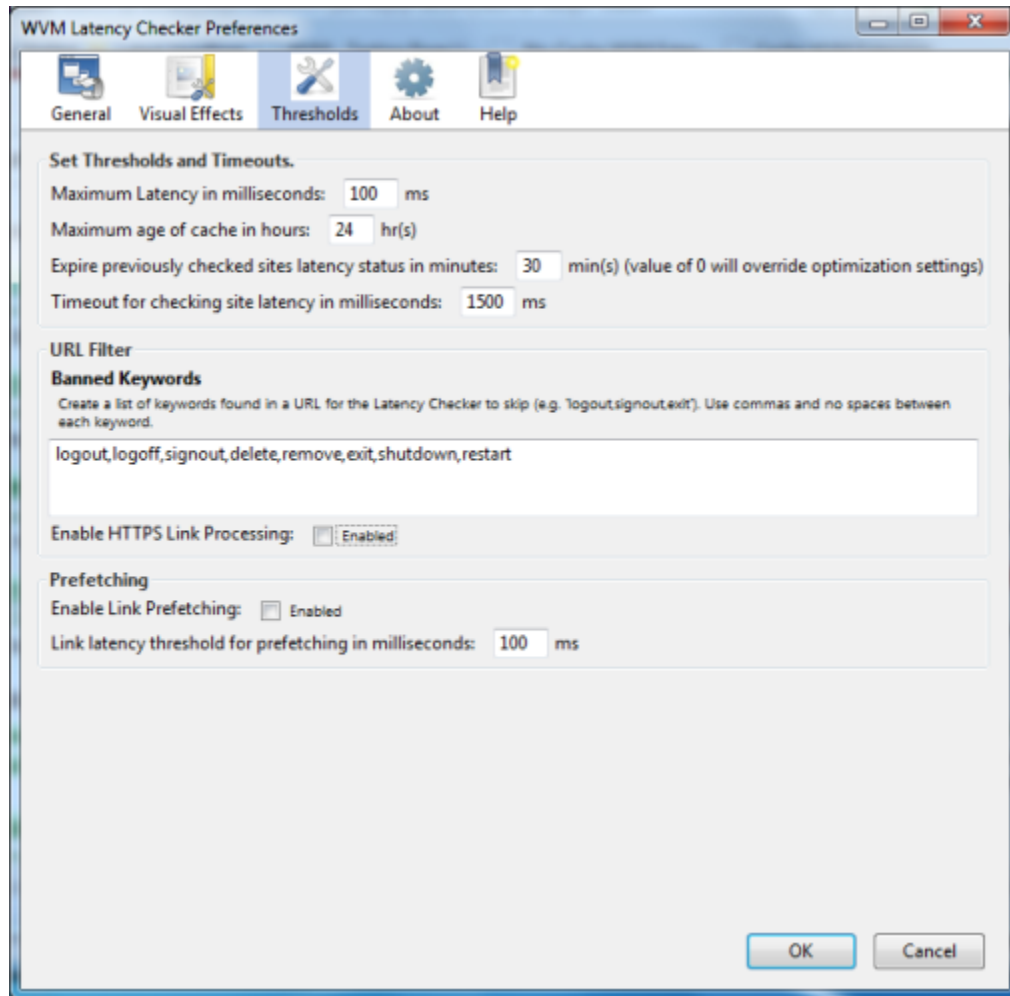 WVM Latency Checker Preferences
General Visual Effects Thresholds About Help
Set Thresholds and Timeouts.
Maximum Latency in milliseconds: 100 ms
Maximum age of cache in hours: 24 hr(s)
Expire previously checked sites latency status in minutes: 30 min(s) (value of 0 will override optimization settings)
Timeout for checking site latency in milliseconds: 1500 ms
URL Filter
Banned Keywords
Create a list of keywords found in a URL for the Latency Checker to skip (e.g. 'logout,signout,exit'). Use commas and no spaces between
each keyword.
logout,logoff,signout,delete,remove,exit,shutdown,restart
Enable HTTPS Link Processing: Enabled
Prefetching
Enable Link Prefetching: Enabled
Link latency threshold for prefetching in milliseconds: 100 ms
OK Cancel